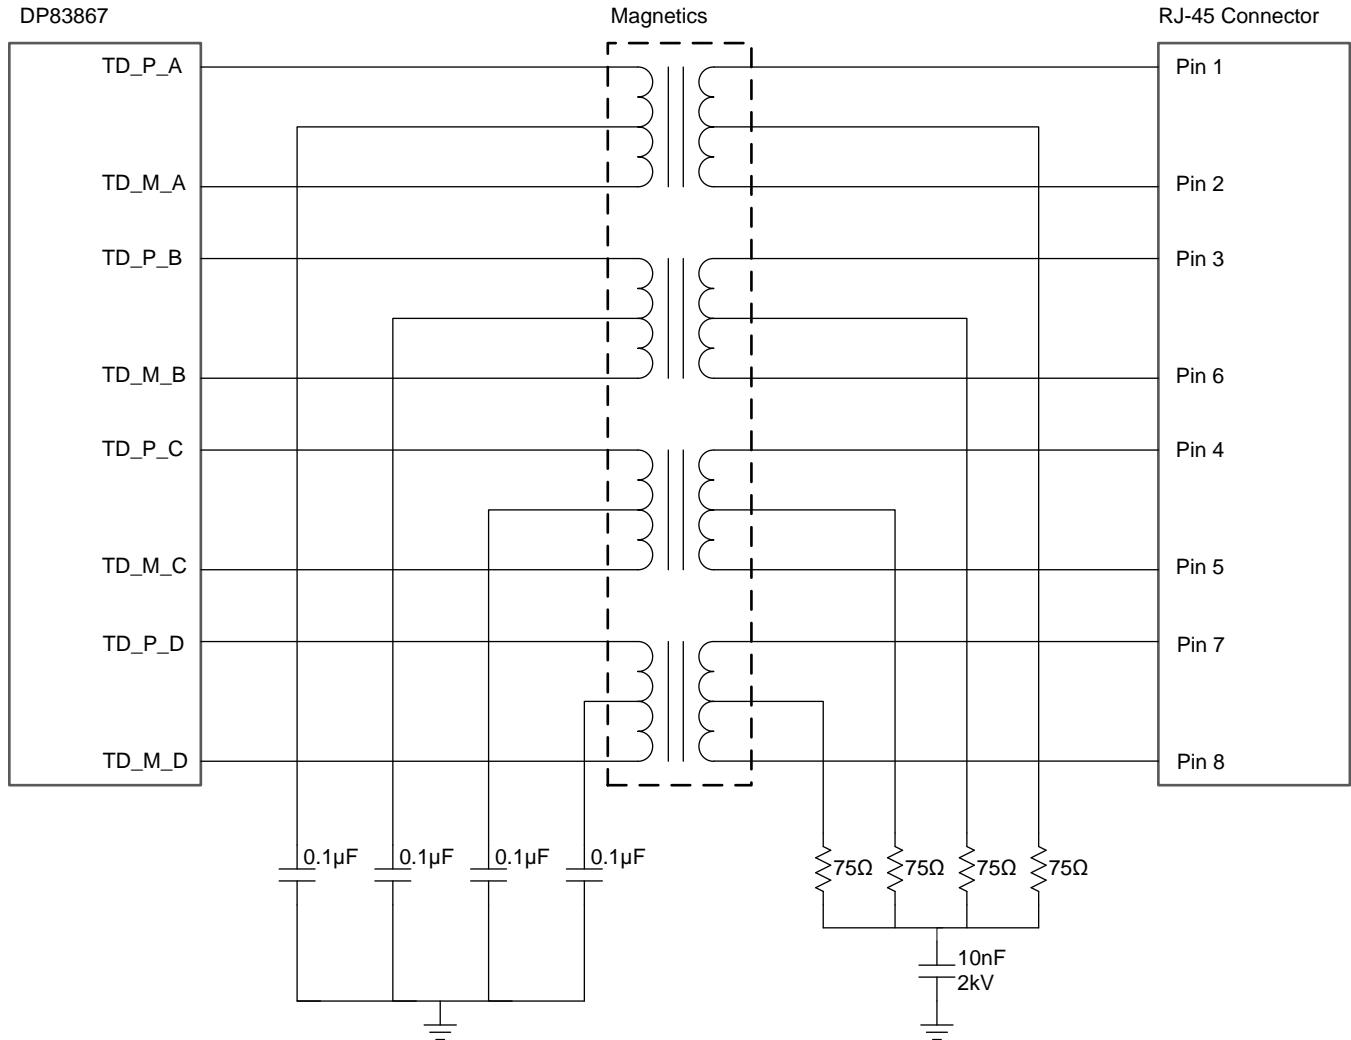 DP83867
Magnetics
RJ-45 Connector
TD_P_A
Pin 1
TD_M_A
Pin 2
TD_P_B
Pin 3
TD_M_B
Pin 6
TD_P_C
Pin 4
TD_M_C
Pin 5
TD_P_D
Pin 7
TD_M_D
Pin 8
0.1µF
0.1µF
0.1µF
0.1µF
75Ω
75Ω
75Ω
75Ω
10nF
2kV